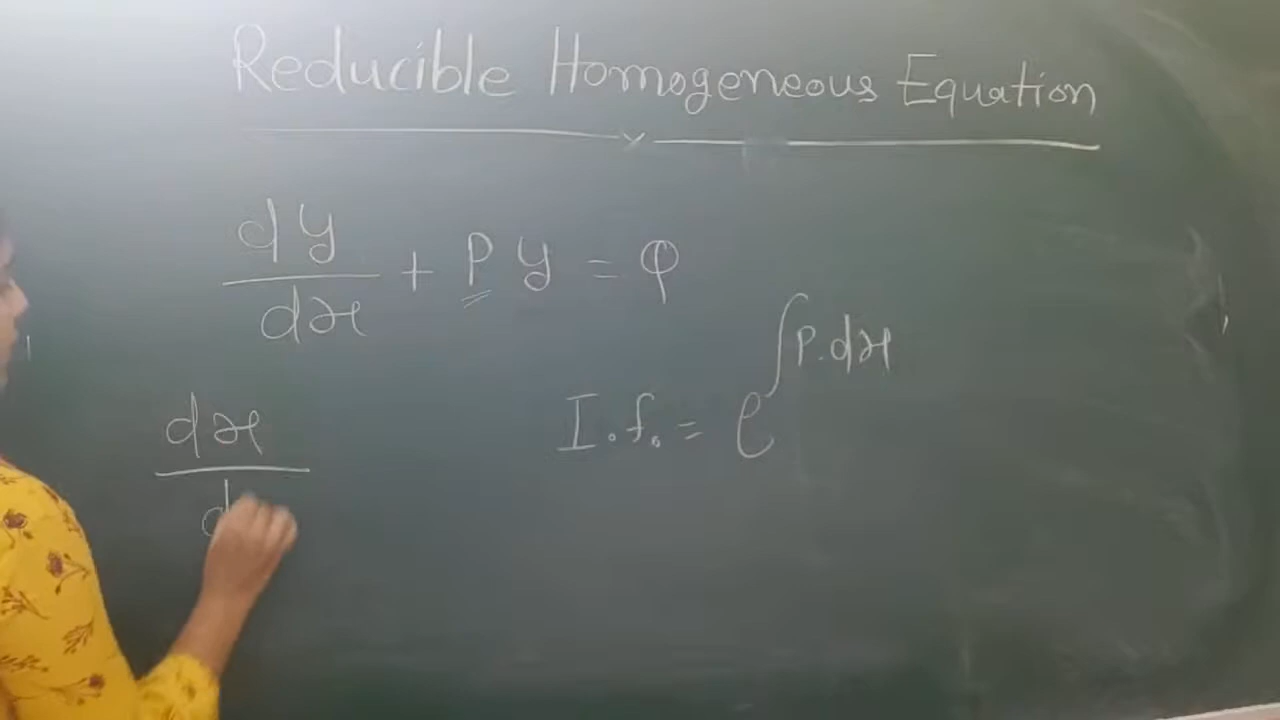 Reducible Homogeneous Equation
dy/dx + Py = φ
I.f. = e^∫P.dx
dx/d